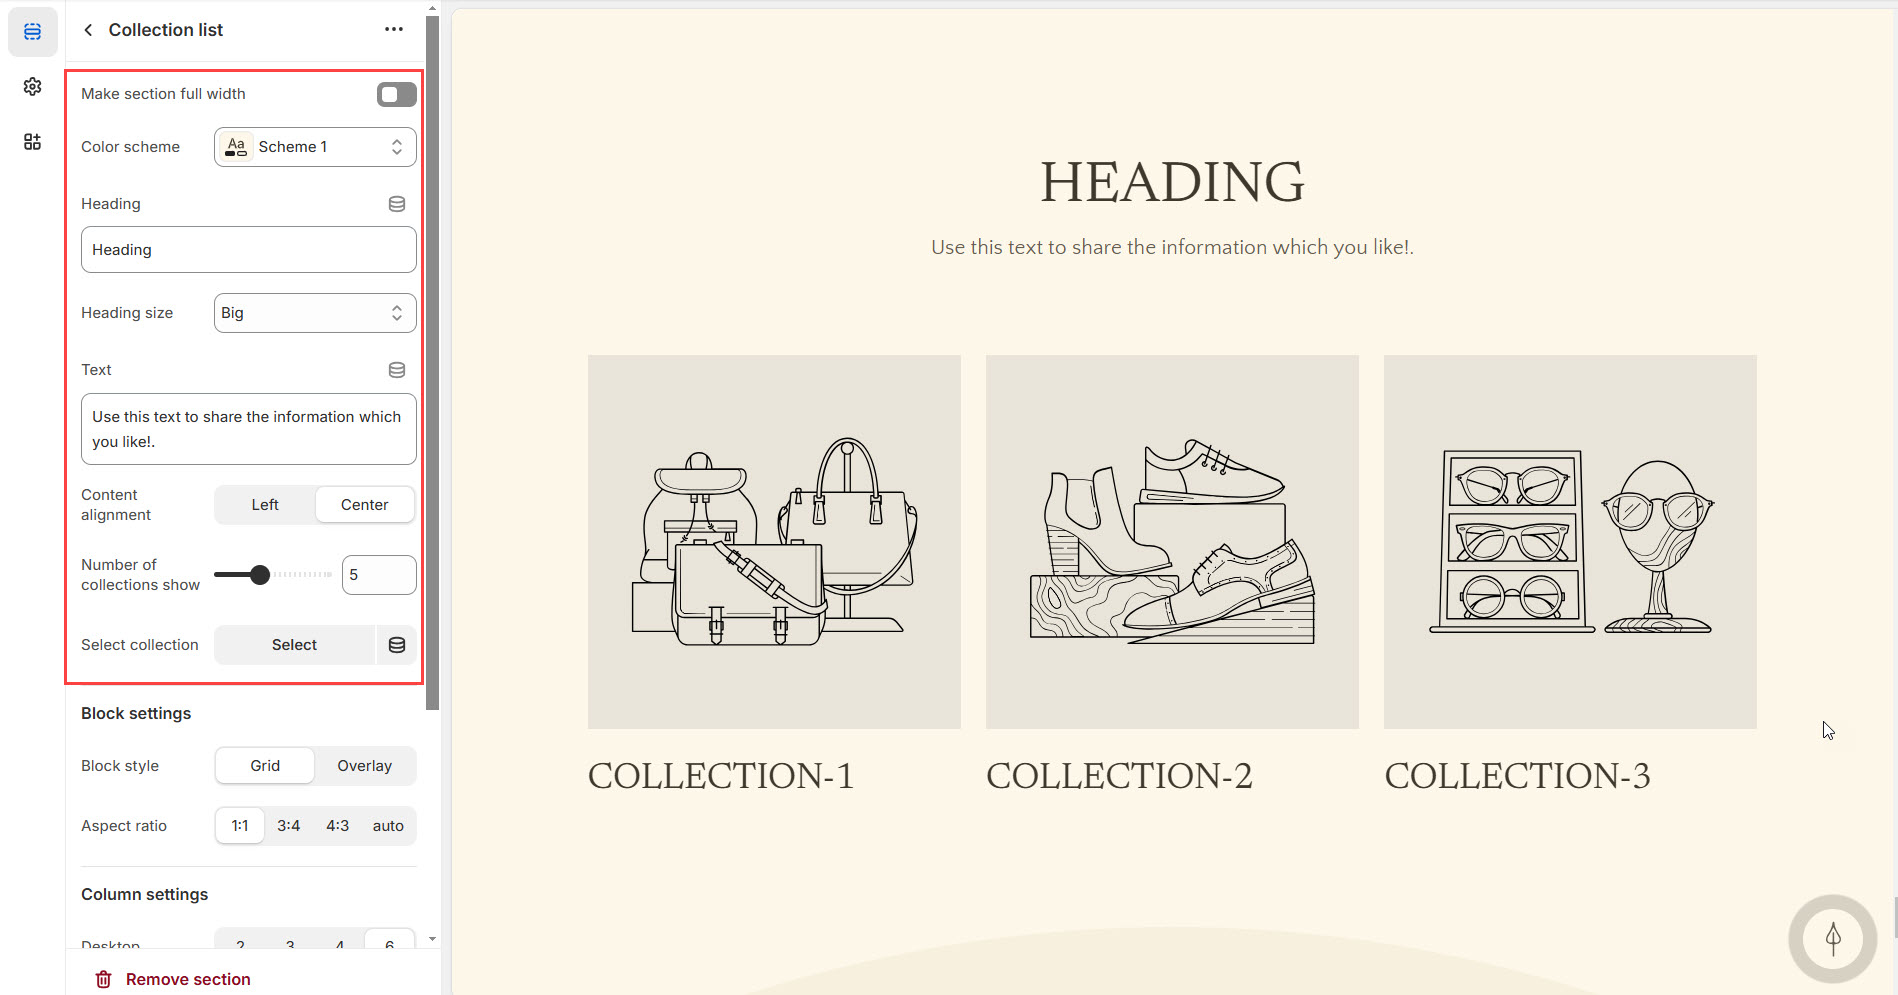 Collection list
Make section full width
Color scheme
Aa
Scheme 1
Heading
Heading
Heading size
Big
Text
Use this text to share the information which
you like!.
Content
alignment
Left
Center
Number of
collections show
5
Select collection
Select
Block settings
Block style
Grid
Overlay
Aspect ratio
1:1
3:4
4:3
auto
Column settings
Desktop
2
3
4
6
Remove section
HEADING
Use this text to share the information which you like!.
COLLECTION-1
COLLECTION-2
COLLECTION-3